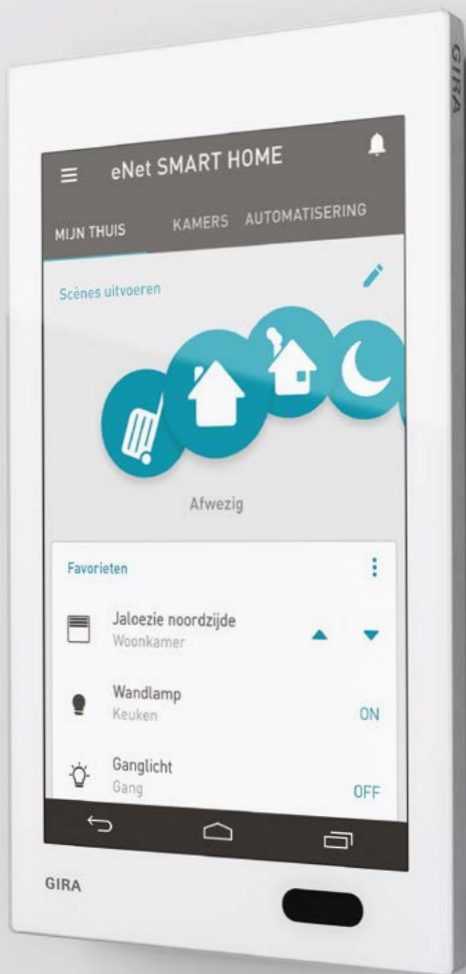 GIRA
eNet SMART HOME
MIJN THUIS KAMERS AUTOMATISERING
Scènes uitvoeren
Afwezig
Favorieten
Jaloezie noordzijde
Woonkamer
Wandlamp
Keuken
ON
Ganglicht
Gang
OFF
GIRA